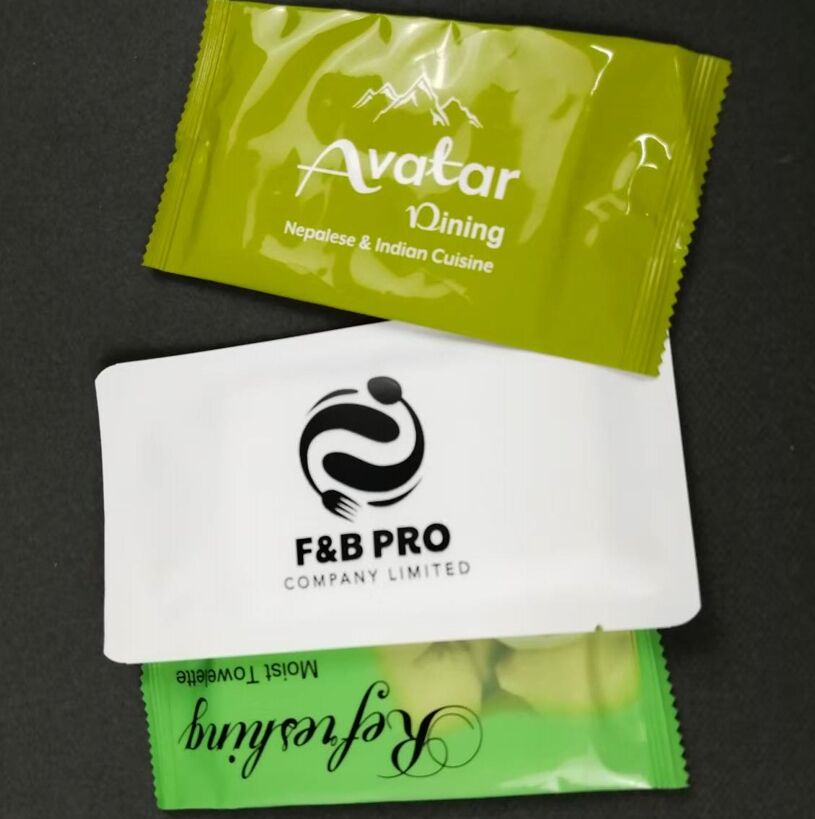 Avatar
Dining
Nepalese & Indian Cuisine
F&B PRO
COMPANY LIMITED
Refreshing
Moist Towelette